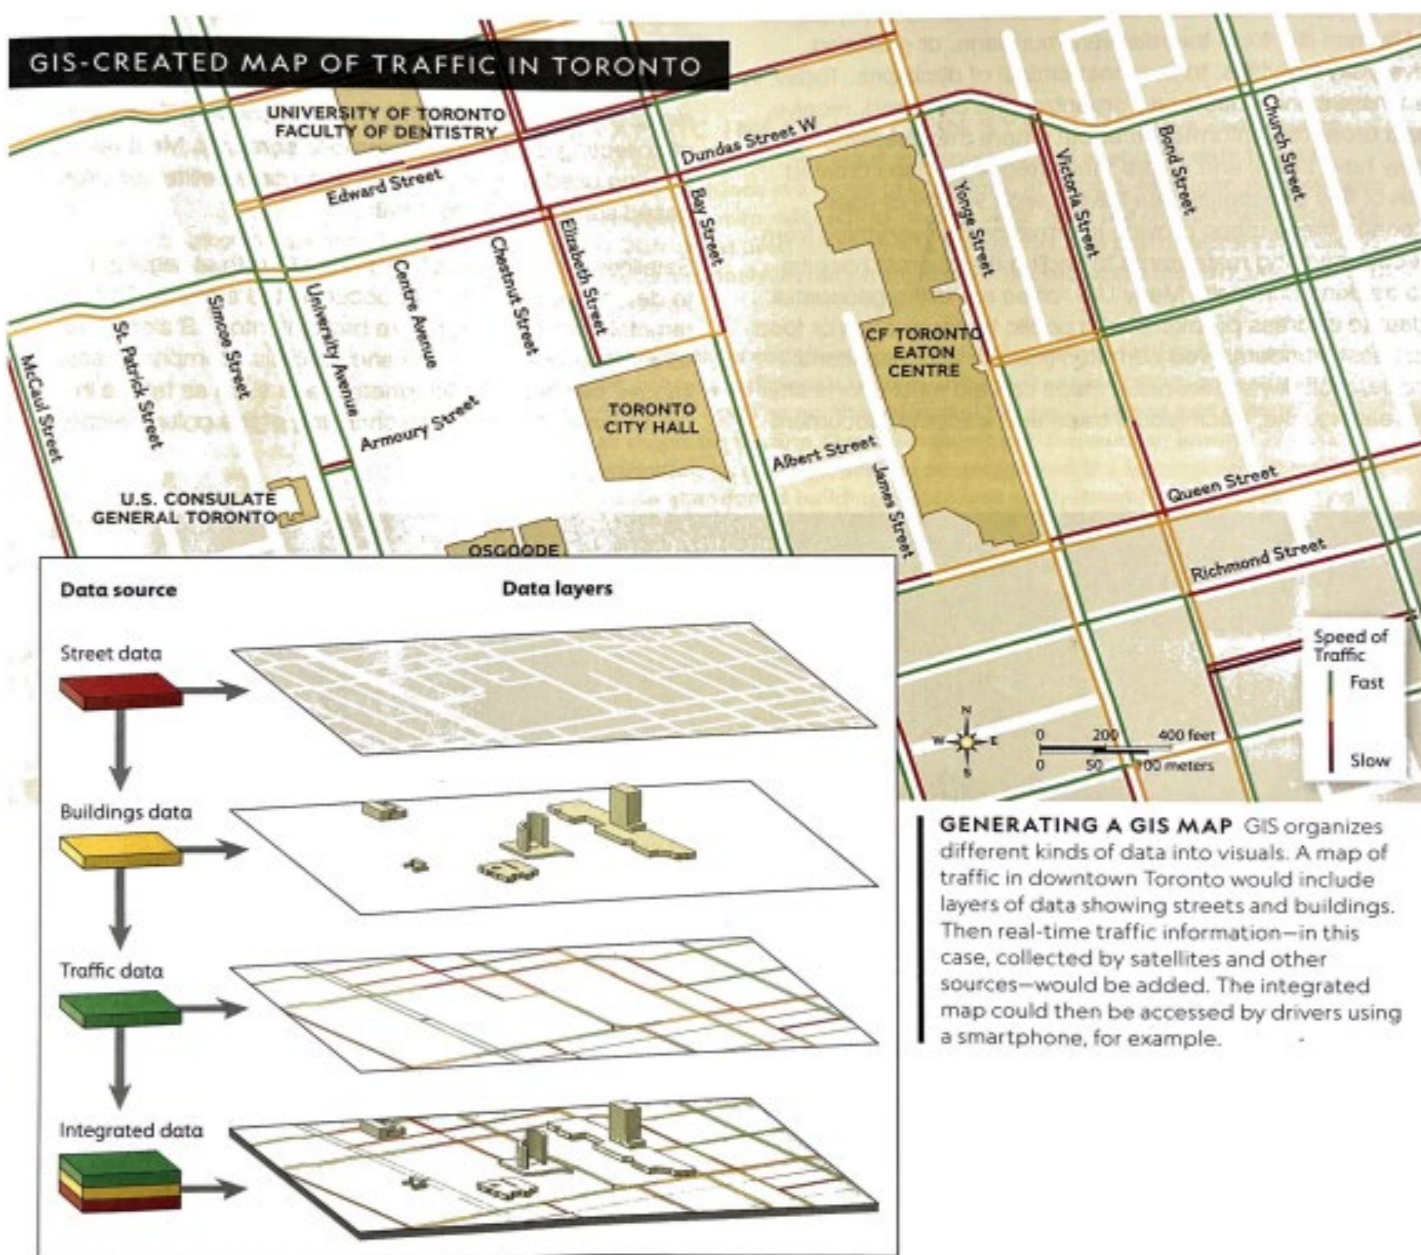 GIS-CREATED MAP OF TRAFFIC IN TORONTO
UNIVERSITY OF TORONTO
FACULTY OF DENTISTRY
Edward Street
Dundas Street W
Bay Street
Elizabeth Street
Chestnut Street
Centre Avenue
University Avenue
Simcoe Street
St. Patrick Street
McCaul Street
Armoury Street
Yonge Street
Victoria Street
Bond Street
Church Street
CF TORONTO
EATON
CENTRE
TORONTO
CITY HALL
Albert Street
James Street
Queen Street
Richmond Street
U.S. CONSULATE
GENERAL TORONTO
OSGOODE
Speed of
Traffic
Fast
Slow
N
W E
S
0 200 400 feet
0 50 100 meters
Data source Data layers
Street data
Buildings data
Traffic data
Integrated data
GENERATING A GIS MAP GIS organizes
different kinds of data into visuals. A map of
traffic in downtown Toronto would include
layers of data showing streets and buildings.
Then real-time traffic information—in this
case, collected by satellites and other
sources—would be added. The integrated
map could then be accessed by drivers using
a smartphone, for example.